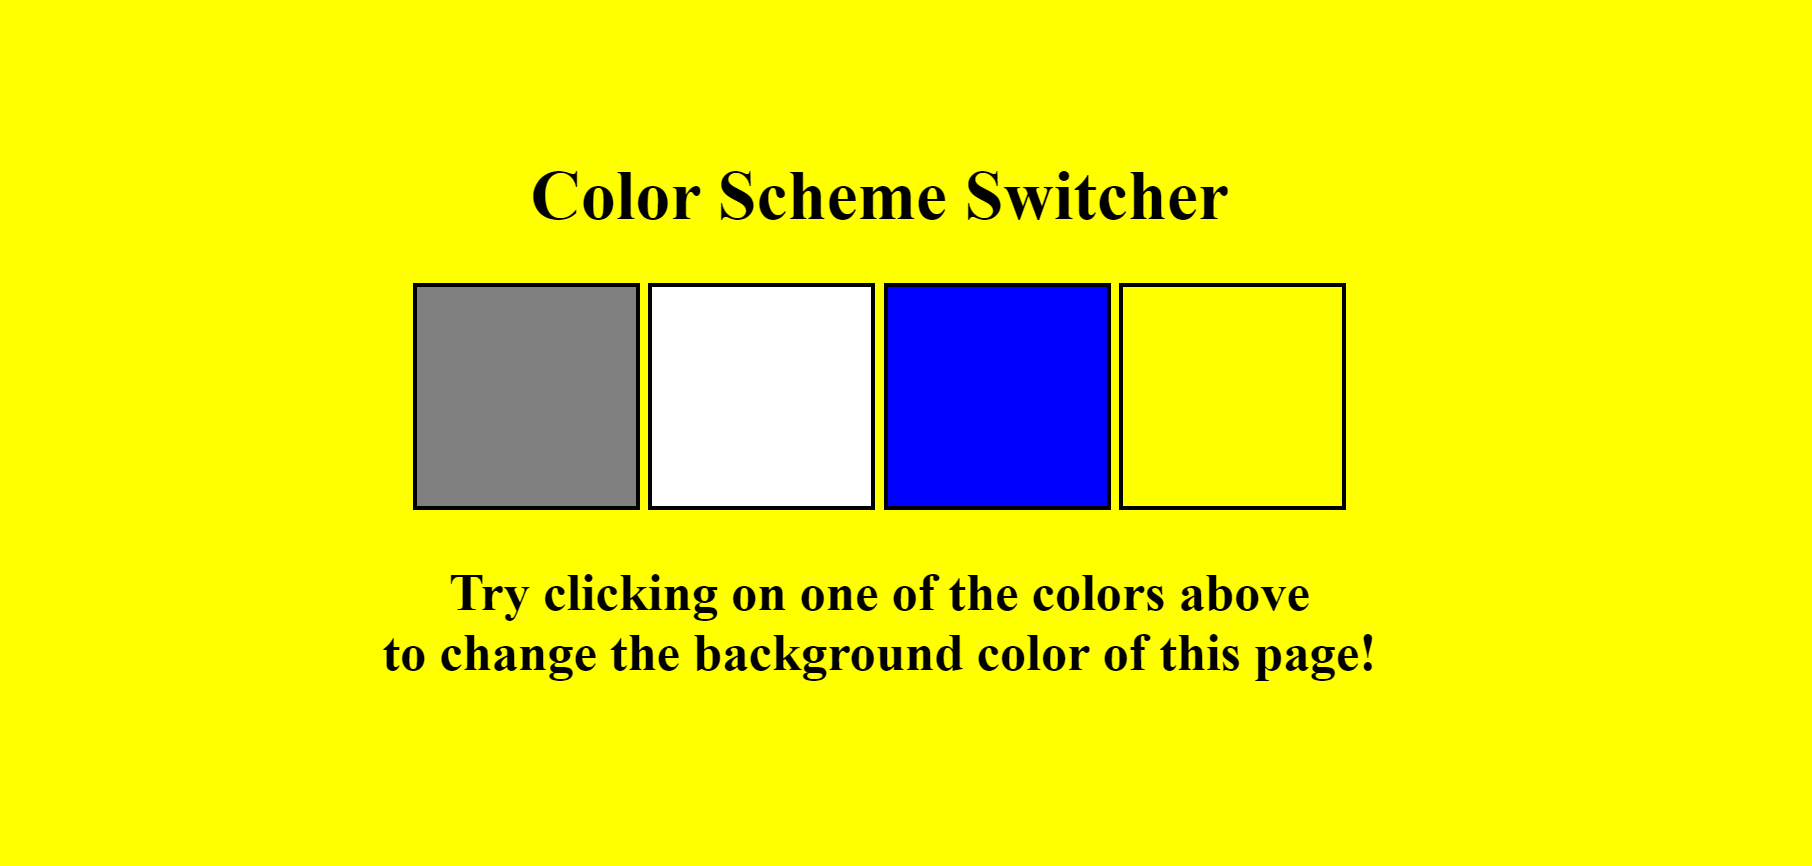 Color Scheme Switcher
Try clicking on one of the colors above
to change the background color of this page!